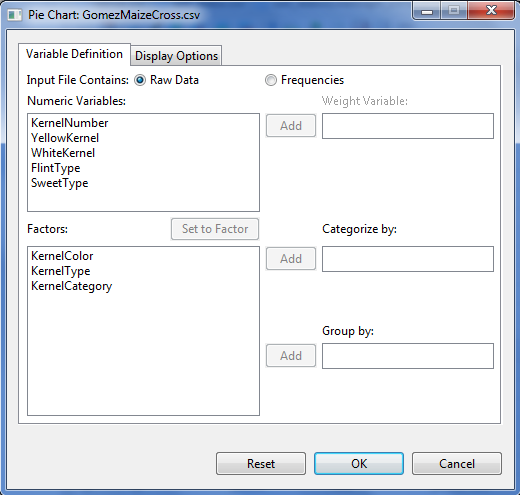 Pie Chart: GomezMaizeCross.csv
Variable Definition
Display Options
Input File Contains:
Raw Data
Frequencies
Numeric Variables:
Weight Variable:
KernelNumber
YellowKernel
WhiteKernel
FlintType
SweetType
Add
Factors:
Set to Factor
Categorize by:
KernelColor
KernelType
KernelCategory
Add
Group by:
Add
Reset
OK
Cancel